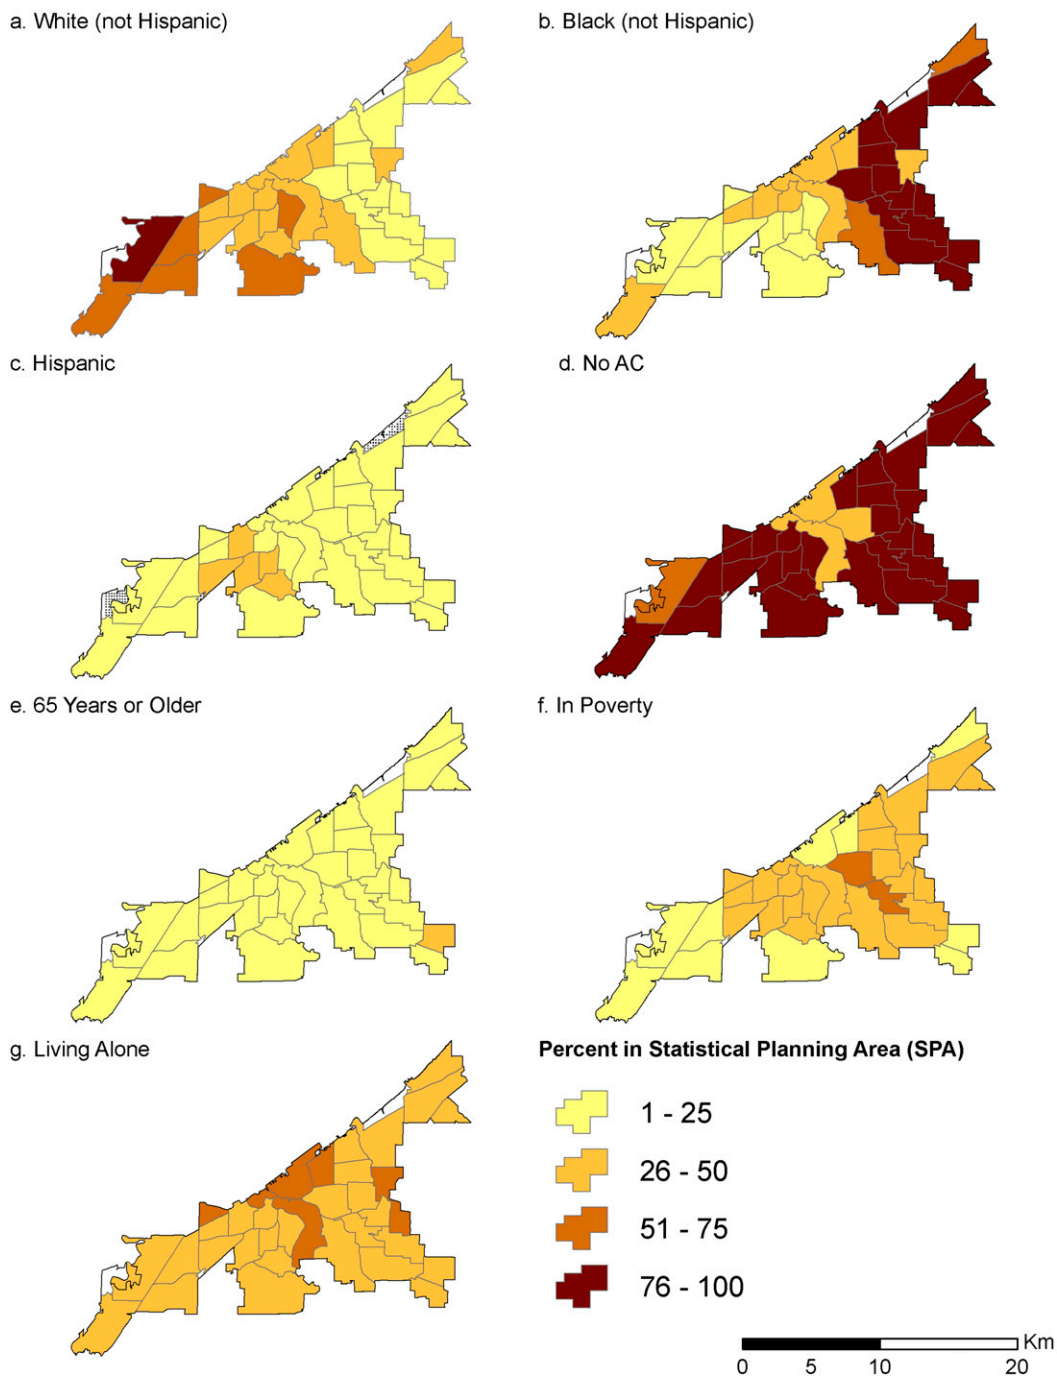 a. White (not Hispanic)
b. Black (not Hispanic)
c. Hispanic
d. No AC
e. 65 Years or Older
f. In Poverty
g. Living Alone
Percent in Statistical Planning Area (SPA)
1 - 25
26 - 50
51 - 75
76 - 100
Km
0 5 10 20